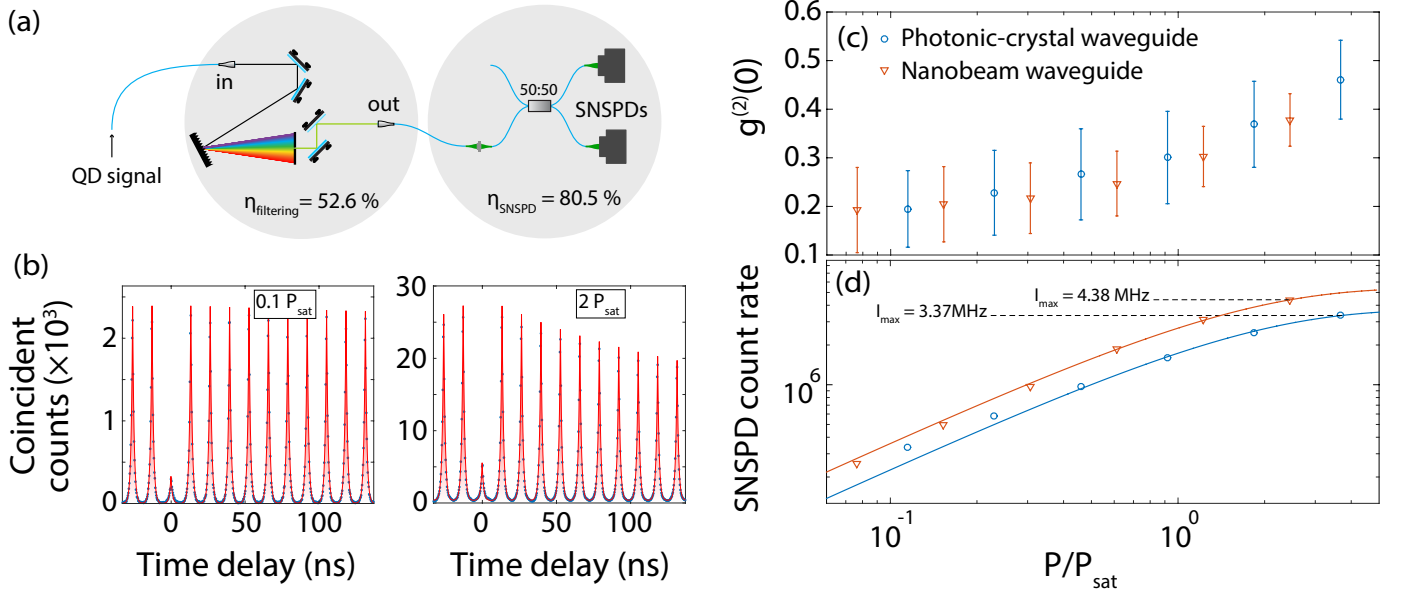 (a)
in
out
QD signal
η_filtering = 52.6 %
50:50
SNSPDs
η_SNSPD = 80.5 %
(b)
Coincident
counts (×10³)
0.1 P_sat
2
1
0
0 50 100
Time delay (ns)
2 P_sat
30
20
10
0
0 50 100
Time delay (ns)
(c)
Photonic-crystal waveguide
Nanobeam waveguide
g⁽²⁾(0)
0.6
0.5
0.4
0.3
0.2
0.1
(d)
I_max = 4.38 MHz
I_max = 3.37MHz
SNSPD count rate
10⁶
10⁻¹ 10⁰
P/P_sat